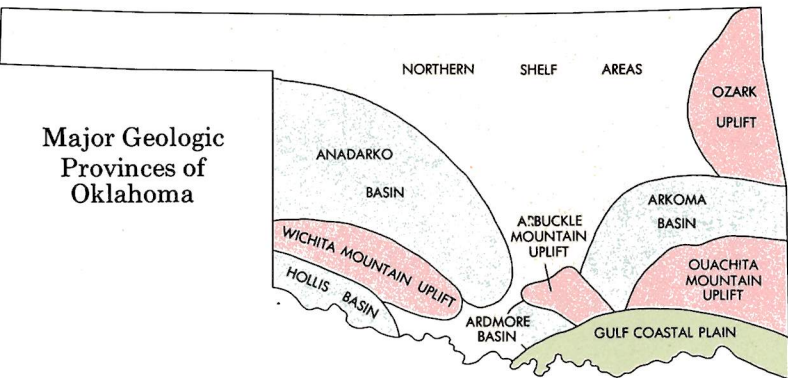 Major Geologic
Provinces of
Oklahoma
NORTHERN SHELF AREAS
OZARK
UPLIFT
ANADARKO
BASIN
ARKOMA
BASIN
ARBUCKLE
MOUNTAIN
UPLIFT
WICHITA MOUNTAIN UPLIFT
HOLLIS BASIN
OUACHITA
MOUNTAIN
UPLIFT
ARDMORE
BASIN
GULF COASTAL PLAIN